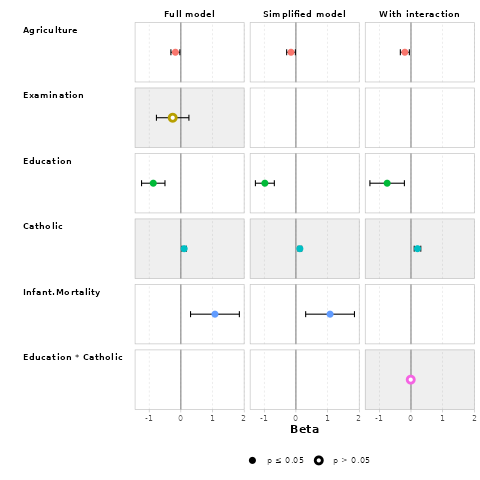 Full model Simplified model With interaction
Agriculture
Examination
Education
Catholic
Infant.Mortality
Education * Catholic
-1 0 1 2 -1 0 1 2 -1 0 1 2
Beta
p ≤ 0.05 p > 0.05